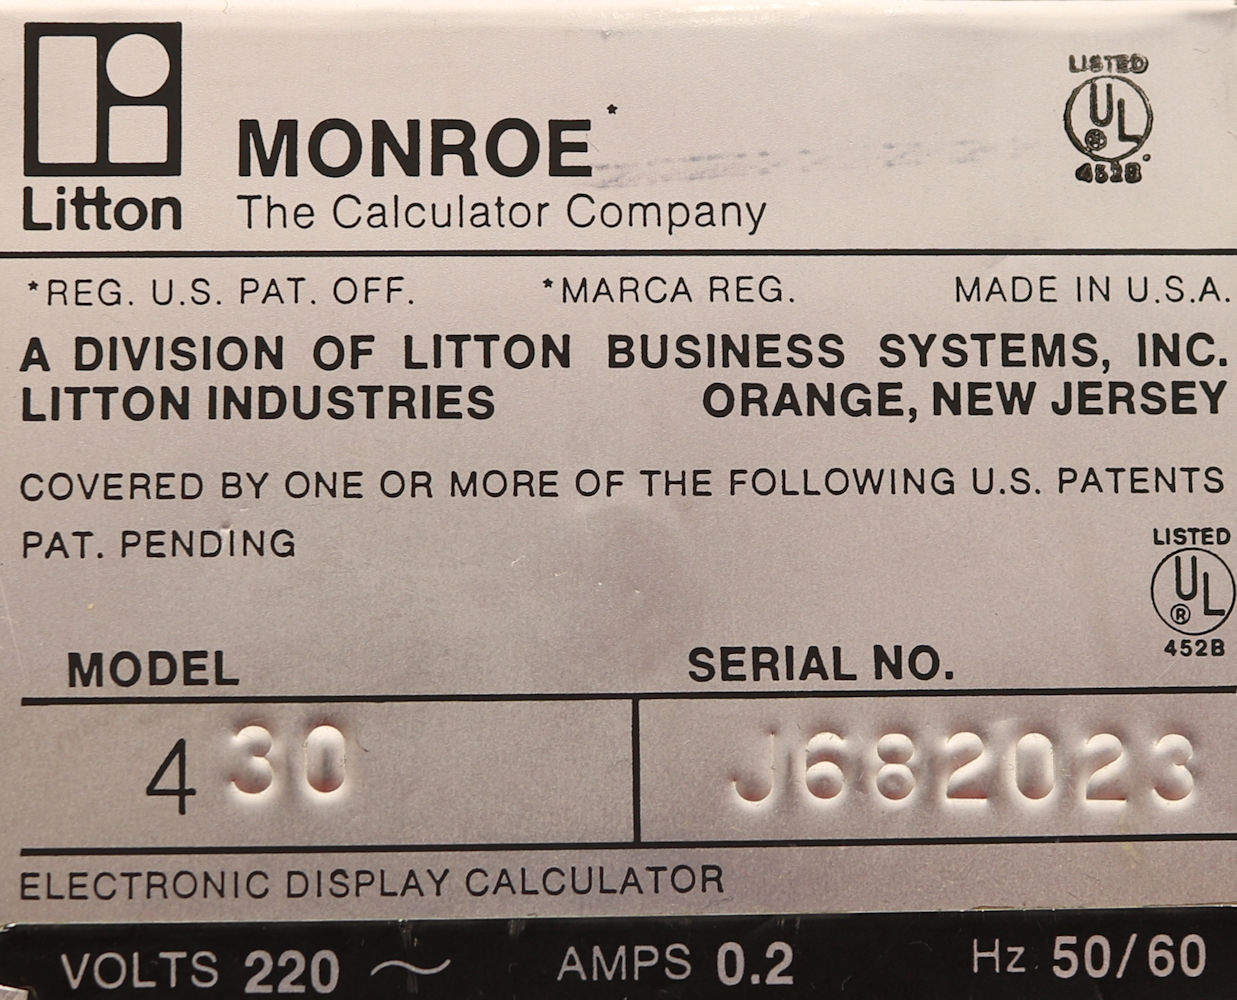 LISTED
UL
®
452B
MONROE*
Litton
The Calculator Company
*REG. U.S. PAT. OFF. *MARCA REG. MADE IN U.S.A.
A DIVISION OF LITTON BUSINESS SYSTEMS, INC.
LITTON INDUSTRIES ORANGE, NEW JERSEY
COVERED BY ONE OR MORE OF THE FOLLOWING U.S. PATENTS
PAT. PENDING
LISTED
UL
®
452B
MODEL SERIAL NO.
430 J682023
ELECTRONIC DISPLAY CALCULATOR
VOLTS 220 ~ AMPS 0.2 Hz 50/60